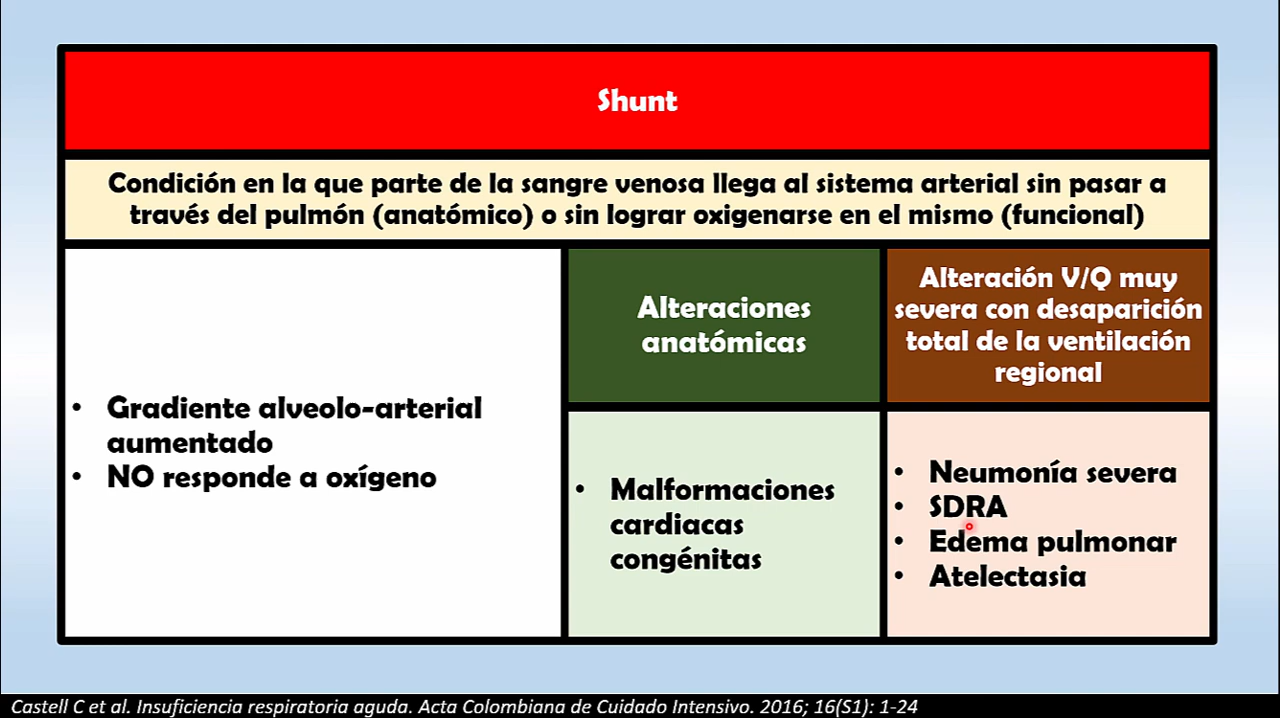 Shunt
Condición en la que parte de la sangre venosa llega al sistema arterial sin pasar a
través del pulmón (anatómico) o sin lograr oxigenarse en el mismo (funcional)
• Gradiente alveolo-arterial
aumentado
• NO responde a oxígeno
Alteraciones
anatómicas
• Malformaciones
cardiacas
congénitas
Alteración V/Q muy
severa con desaparición
total de la ventilación
regional
• Neumonía severa
• SDRA
• Edema pulmonar
• Atelectasia
Castell C et al. Insuficiencia respiratoria aguda. Acta Colombiana de Cuidado Intensivo. 2016; 16(S1): 1-24